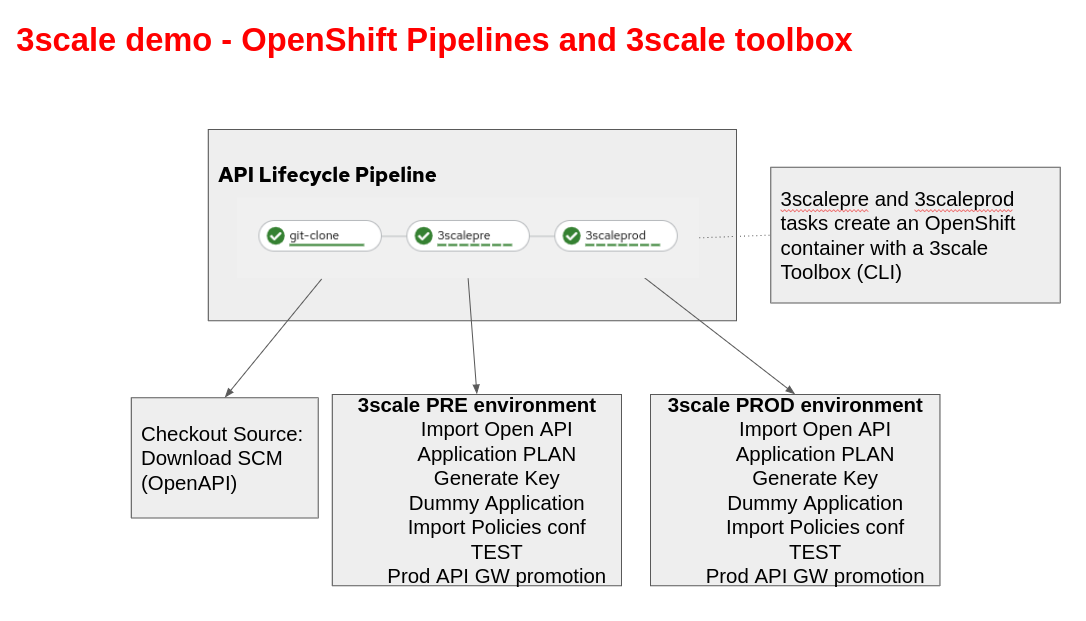 3scale demo - OpenShift Pipelines and 3scale toolbox
API Lifecycle Pipeline
git-clone
3scalepre
3scaleprod
3scalepre and 3scaleprod
tasks create an OpenShift
container with a 3scale
Toolbox (CLI)
Checkout Source:
Download SCM
(OpenAPI)
3scale PRE environment
Import Open API
Application PLAN
Generate Key
Dummy Application
Import Policies conf
TEST
Prod API GW promotion
3scale PROD environment
Import Open API
Application PLAN
Generate Key
Dummy Application
Import Policies conf
TEST
Prod API GW promotion